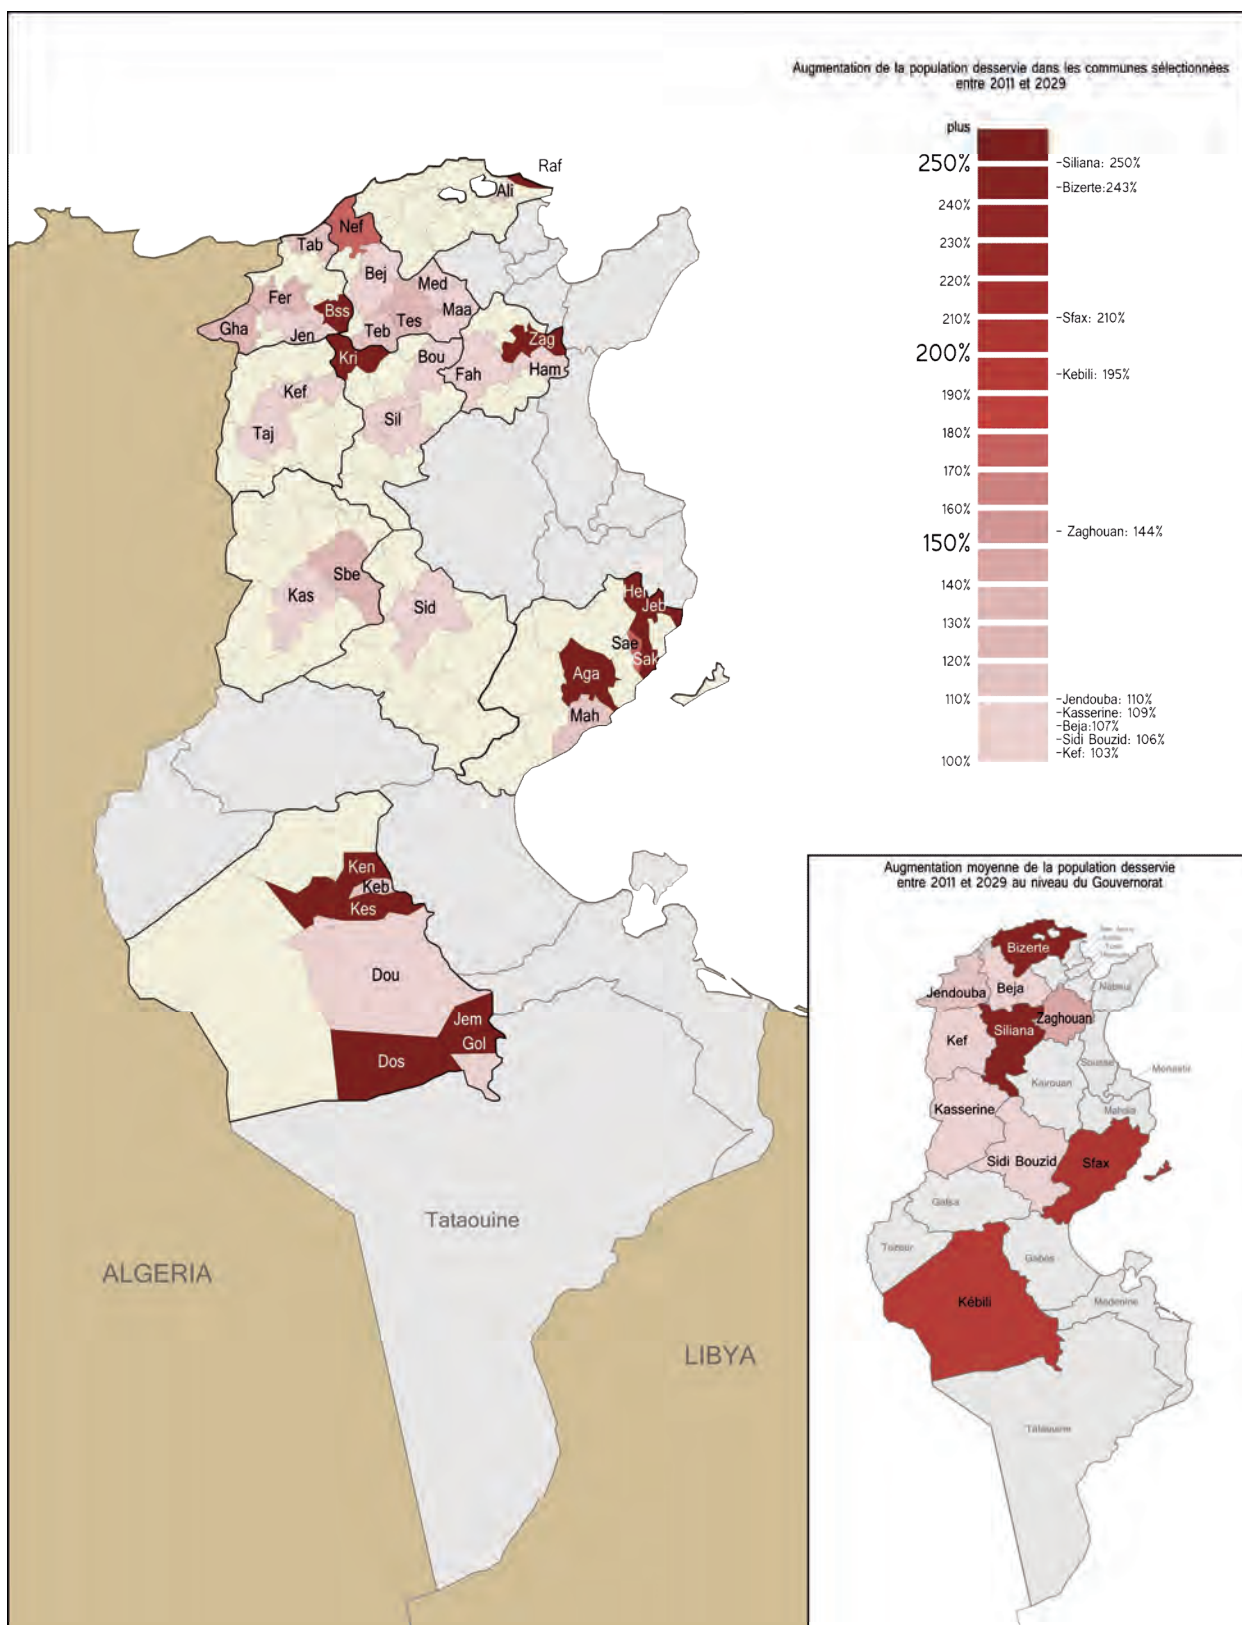 Augmentation de la population desservie dans les communes sélectionnées
entre 2011 et 2029
plus
250%
240%
230%
220%
210%
200%
190%
180%
170%
160%
150%
140%
130%
120%
110%
100%
-Siliana: 250%
-Bizerte:243%
-Sfax: 210%
-Kebili: 195%
- Zaghouan: 144%
-Jendouba: 110%
-Kasserine: 109%
-Beja:107%
-Sidi Bouzid: 106%
-Kef: 103%
Raf
Ali
Nef
Tab
Bej
Med
Fer
Bss
Maa
Gha
Jen
Teb
Tes
Zag
Kri
Bou
Fah
Ham
Kef
Sil
Taj
Sbe
Kas
Sid
Hen
Jeb
Sae
Sak
Aga
Mah
Ken
Keb
Kes
Dou
Jem
Gol
Dos
Tataouine
ALGERIA
LIBYA
Augmentation moyenne de la population desservie
entre 2011 et 2029 au niveau du Gouvernorat
Bizerte
Jendouba
Beja
Nabeul
Zaghouan
Siliana
Kef
Sousse
Monastir
Kairouan
Mahdia
Kasserine
Sidi Bouzid
Sfax
Gafsa
Tozeur
Gabes
Kébili
Medenine
Tataouine